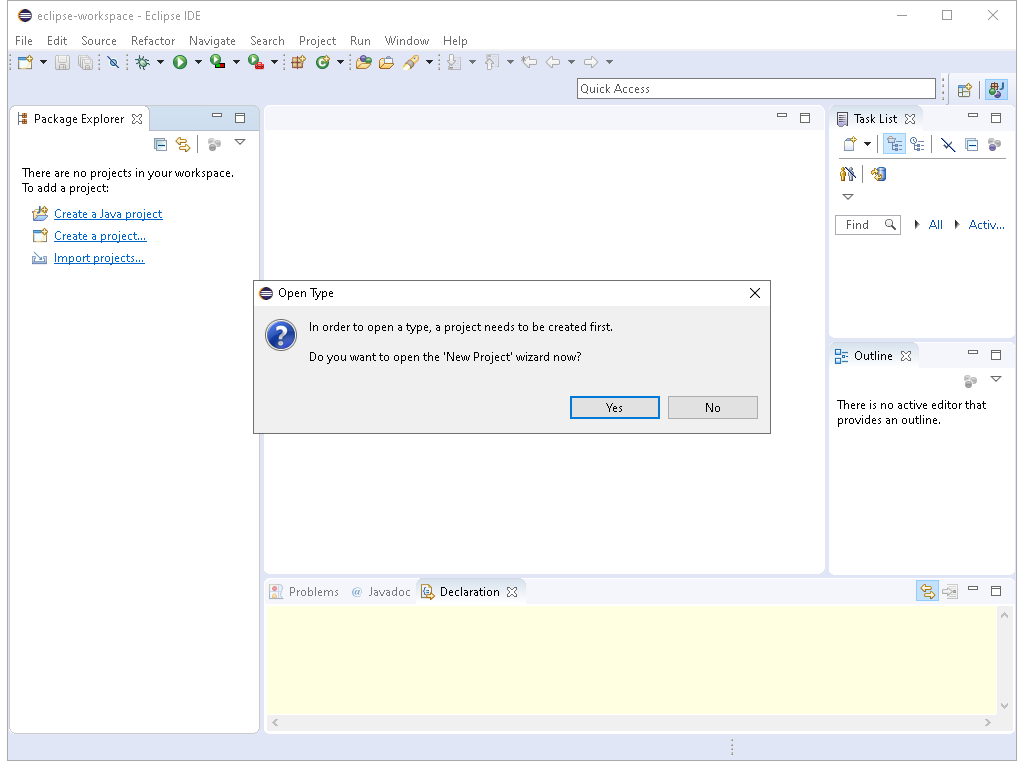 eclipse-workspace - Eclipse IDE
File Edit Source Refactor Navigate Search Project Run Window Help
Quick Access
Package Explorer
There are no projects in your workspace.
To add a project:
Create a Java project
Create a project...
Import projects...
Task List
Find All Activ...
Open Type
In order to open a type, a project needs to be created first.
Do you want to open the 'New Project' wizard now?
Yes No
Outline
There is no active editor that
provides an outline.
Problems @ Javadoc Declaration